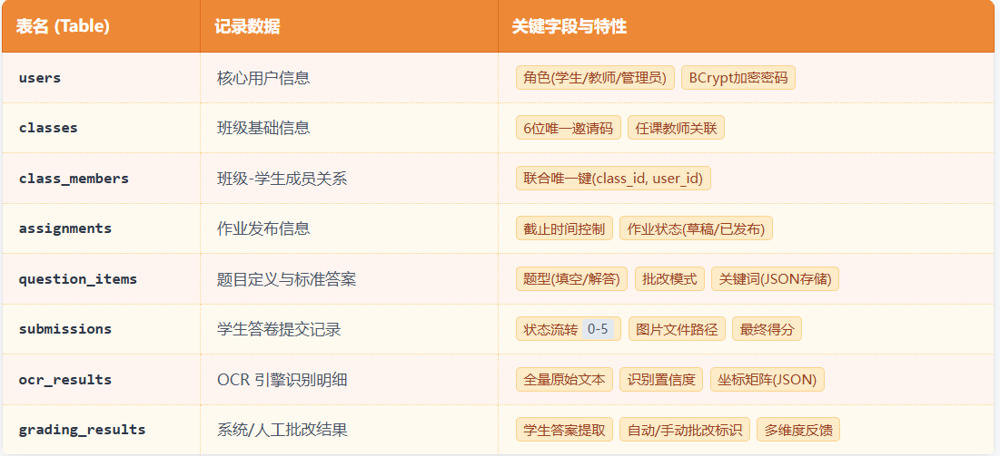 表名 (Table) 记录数据 关键字段与特性
users 核心用户信息 角色(学生/教师/管理员) BCrypt加密密码
classes 班级基础信息 6位唯一邀请码 任课教师关联
class_members 班级-学生成员关系 联合唯一键(class_id, user_id)
assignments 作业发布信息 截止时间控制 作业状态(草稿/已发布)
question_items 题目定义与标准答案 题型(填空/解答) 批改模式 关键词(JSON存储)
submissions 学生答卷提交记录 状态流转 0-5 图片文件路径 最终得分
ocr_results OCR 引擎识别明细 全量原始文本 识别置信度 坐标矩阵(JSON)
grading_results 系统/人工批改结果 学生答案提取 自动/手动批改标识 多维度反馈